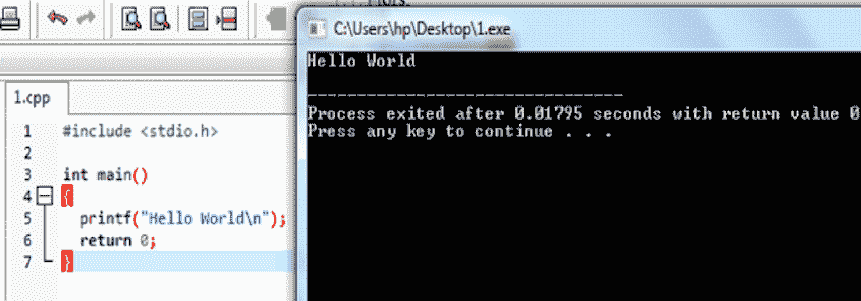 C:\Users\hp\Desktop\1.exe
Hello World
--------------------------------
Process exited after 0.01795 seconds with return value 0
Press any key to continue . . .
1.cpp
1 #include <stdio.h>
2
3 int main()
4 {
5 printf("Hello World\n");
6 return 0;
7 }